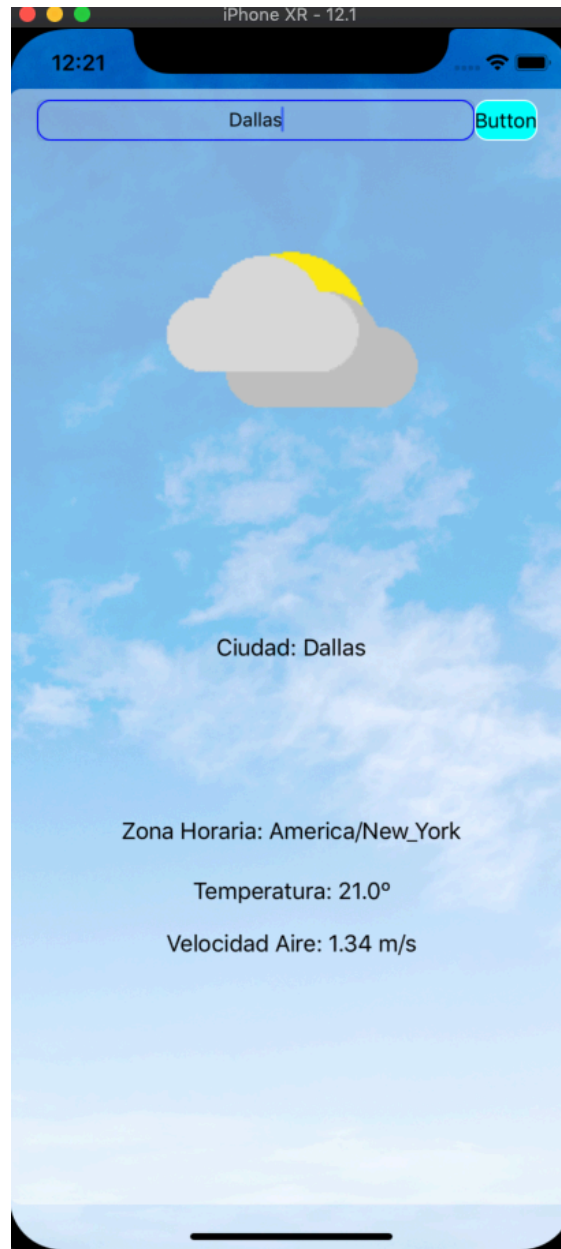 iPhone XR - 12.1
12:21
Dallas Button
Ciudad: Dallas
Zona Horaria: America/New_York
Temperatura: 21.0º
Velocidad Aire: 1.34 m/s